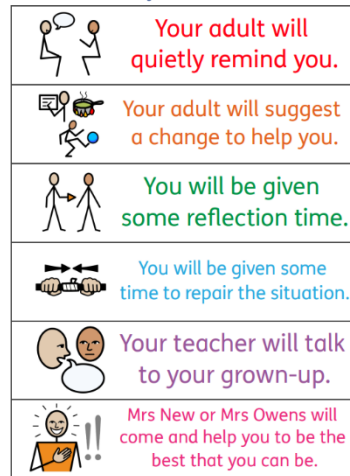 Your adult will
quietly remind you.
Your adult will suggest
a change to help you.
You will be given
some reflection time.
You will be given some
time to repair the situation.
Your teacher will talk
to your grown-up.
Mrs New or Mrs Owens will
come and help you to be the
best that you can be.